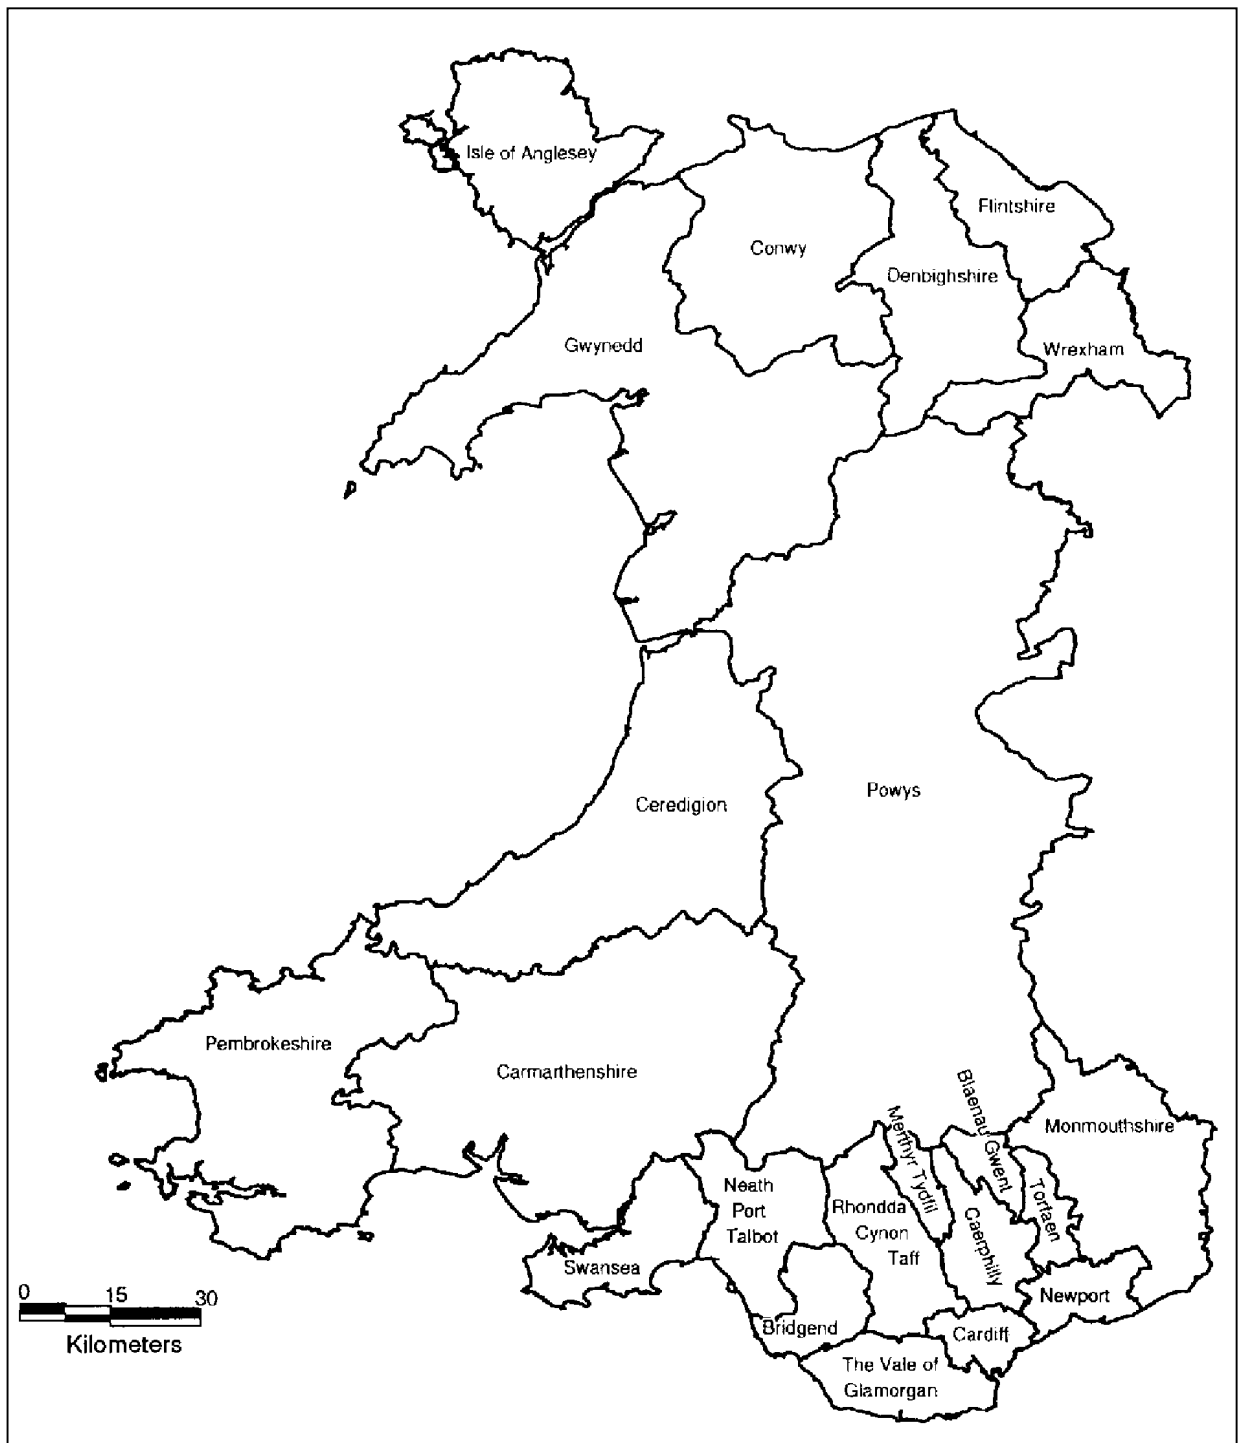 Isle of Anglesey
Flintshire
Conwy
Denbighshire
Gwynedd
Wrexham
Powys
Ceredigion
Pembrokeshire
Carmarthenshire
Blaenau Gwent
Merthyr Tydfil
Monmouthshire
Neath
Port
Talbot
Rhondda
Cynon
Taff
Caerphilly
Torfaen
Swansea
Newport
Bridgend
Cardiff
The Vale of
Glamorgan
0 15 30
Kilometers